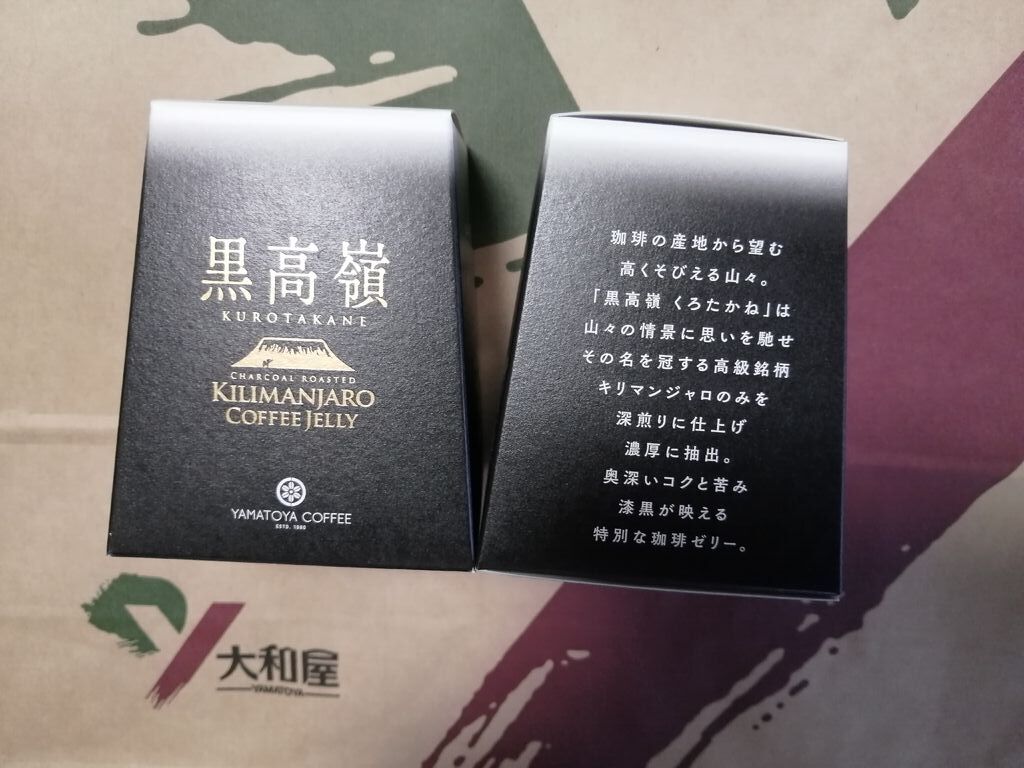 黒高嶺
KUROTAKANE
CHARCOAL ROASTED
KILIMANJARO
COFFEE JELLY
YAMATOYA COFFEE
ESTD. 1980
珈琲の産地から望む
高くそびえる山々。
「黒高嶺 くろたかね」は
山々の情景に思いを馳せ
その名を冠する高級銘柄
キリマンジャロのみを
深煎りに仕上げ
濃厚に抽出。
奥深いコクと苦み
漆黒が映える
特別な珈琲ゼリー。
大和屋
YAMATOYA